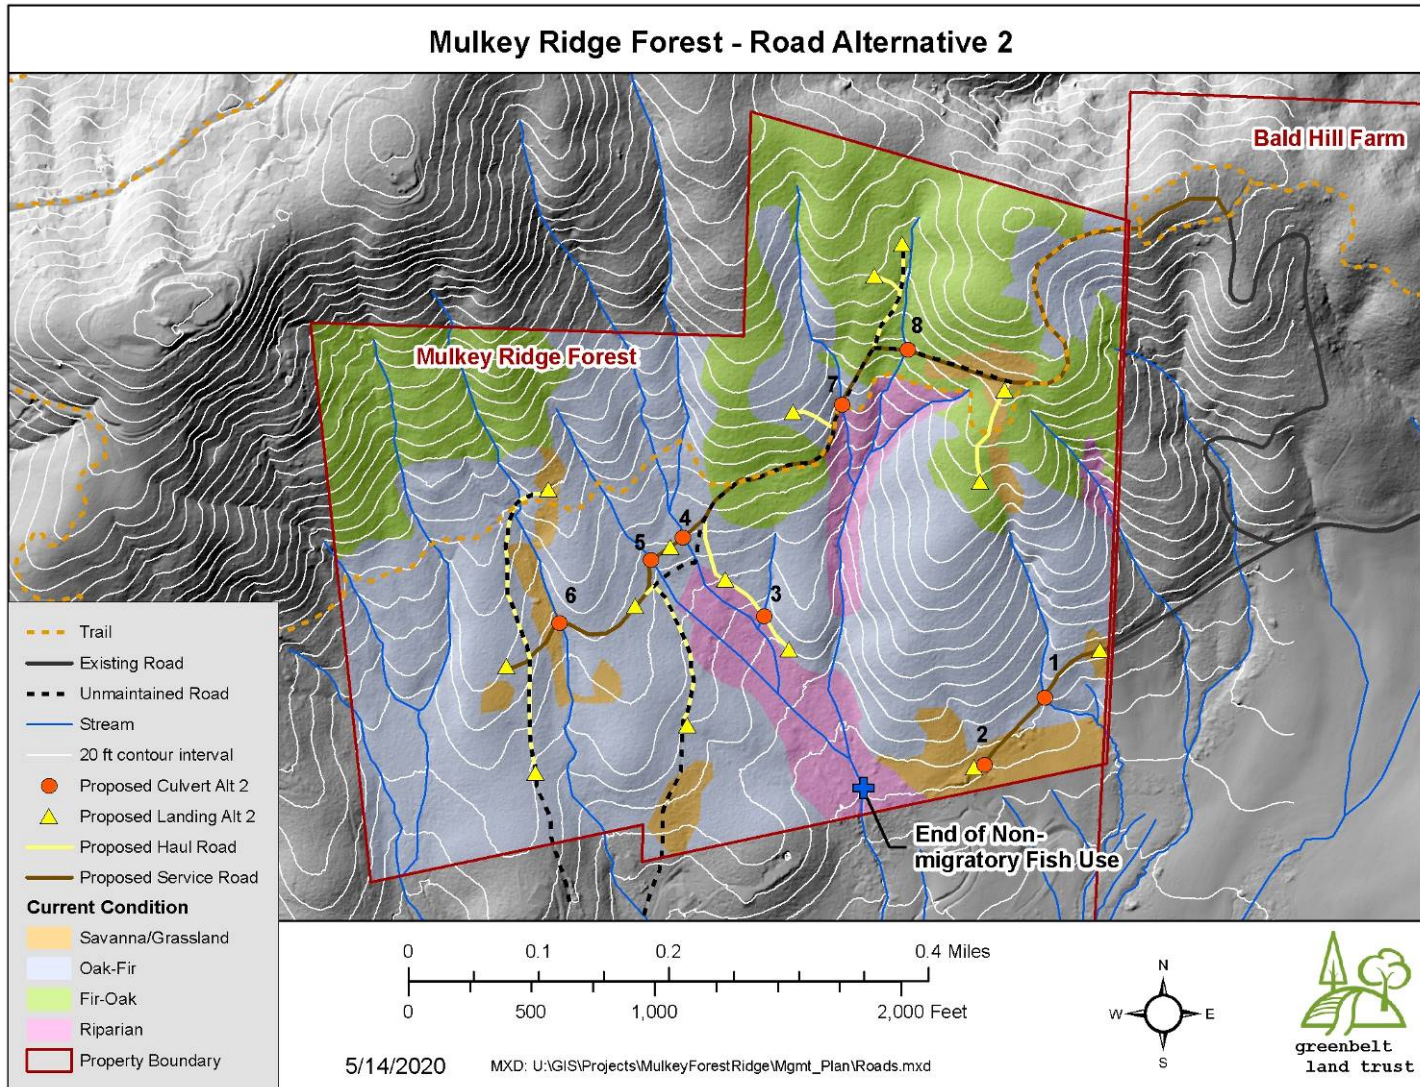 Mulkey Ridge Forest - Road Alternative 2
Bald Hill Farm
Mulkey Ridge Forest
8
7
4
5
6
3
1
2
End of Non-
migratory Fish Use
Trail
Existing Road
Unmaintained Road
Stream
20 ft contour interval
Proposed Culvert Alt 2
Proposed Landing Alt 2
Proposed Haul Road
Proposed Service Road
Current Condition
Savanna/Grassland
Oak-Fir
Fir-Oak
Riparian
Property Boundary
0 0.1 0.2 0.4 Miles
0 500 1,000 2,000 Feet
5/14/2020
MXD: U:\GIS\Projects\MulkeyForestRidge\Mgmt_Plan\Roads.mxd
N
W E
S
greenbelt
land trust